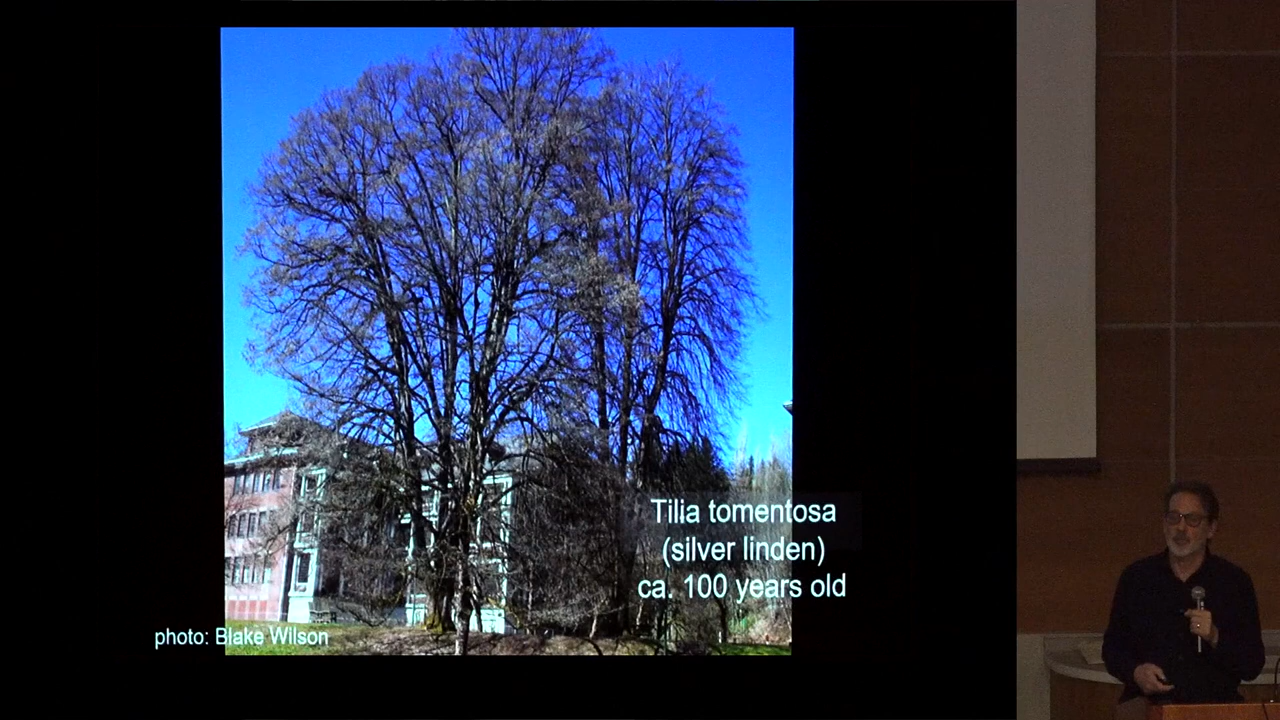 Tilia tomentosa
(silver linden)
ca. 100 years old
photo: Blake Wilson